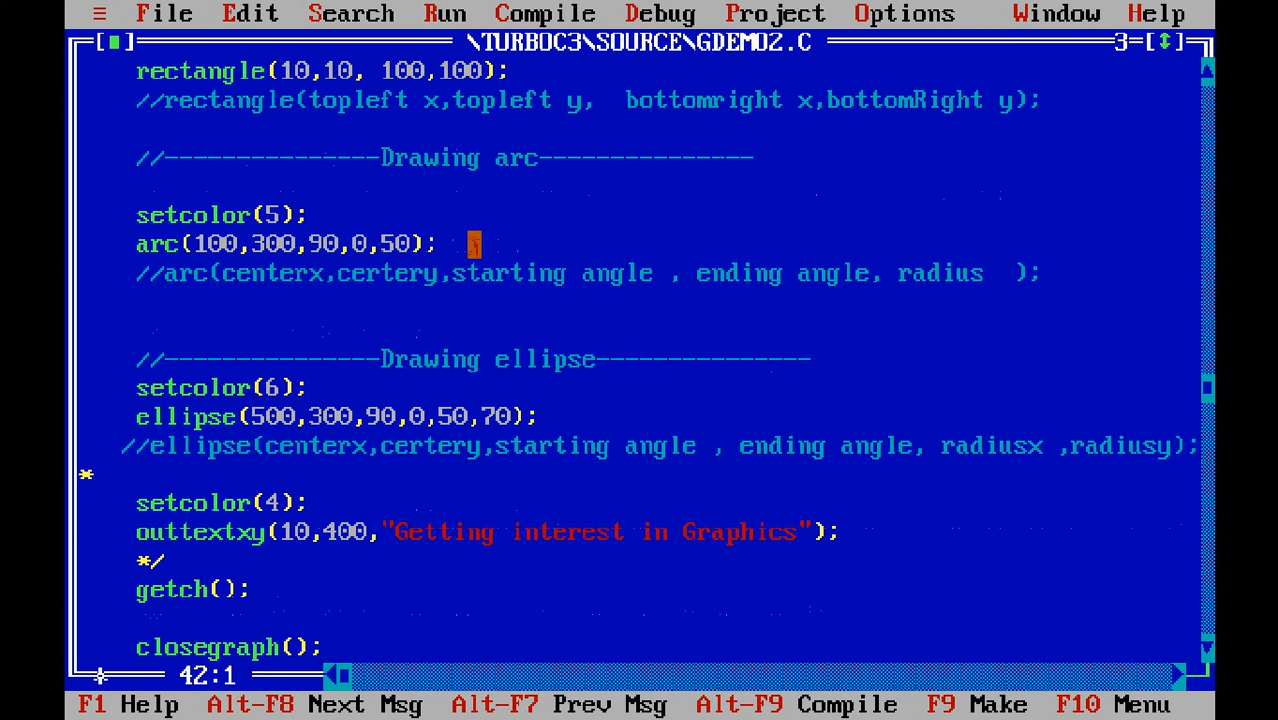 ≡ File Edit Search Run Compile Debug Project Options Window Help
[■] \TURBOC3\SOURCE\GDEMO2.C 3=[↕]
rectangle(10,10, 100,100);
//rectangle(topleft x,topleft y,  bottomright x,bottomRight y);
//---------------Drawing arc---------------
setcolor(5);
arc(100,300,90,0,50);
//arc(centerx,certery,starting angle , ending angle, radius  );
//---------------Drawing ellipse---------------
setcolor(6);
ellipse(500,300,90,0,50,70);
//ellipse(centerx,certery,starting angle , ending angle, radiusx ,radiusy);
*
setcolor(4);
outtextxy(10,400,"Getting interest in Graphics");
*/
getch();
closegraph();
42:1
F1 Help Alt-F8 Next Msg Alt-F7 Prev Msg Alt-F9 Compile F9 Make F10 Menu